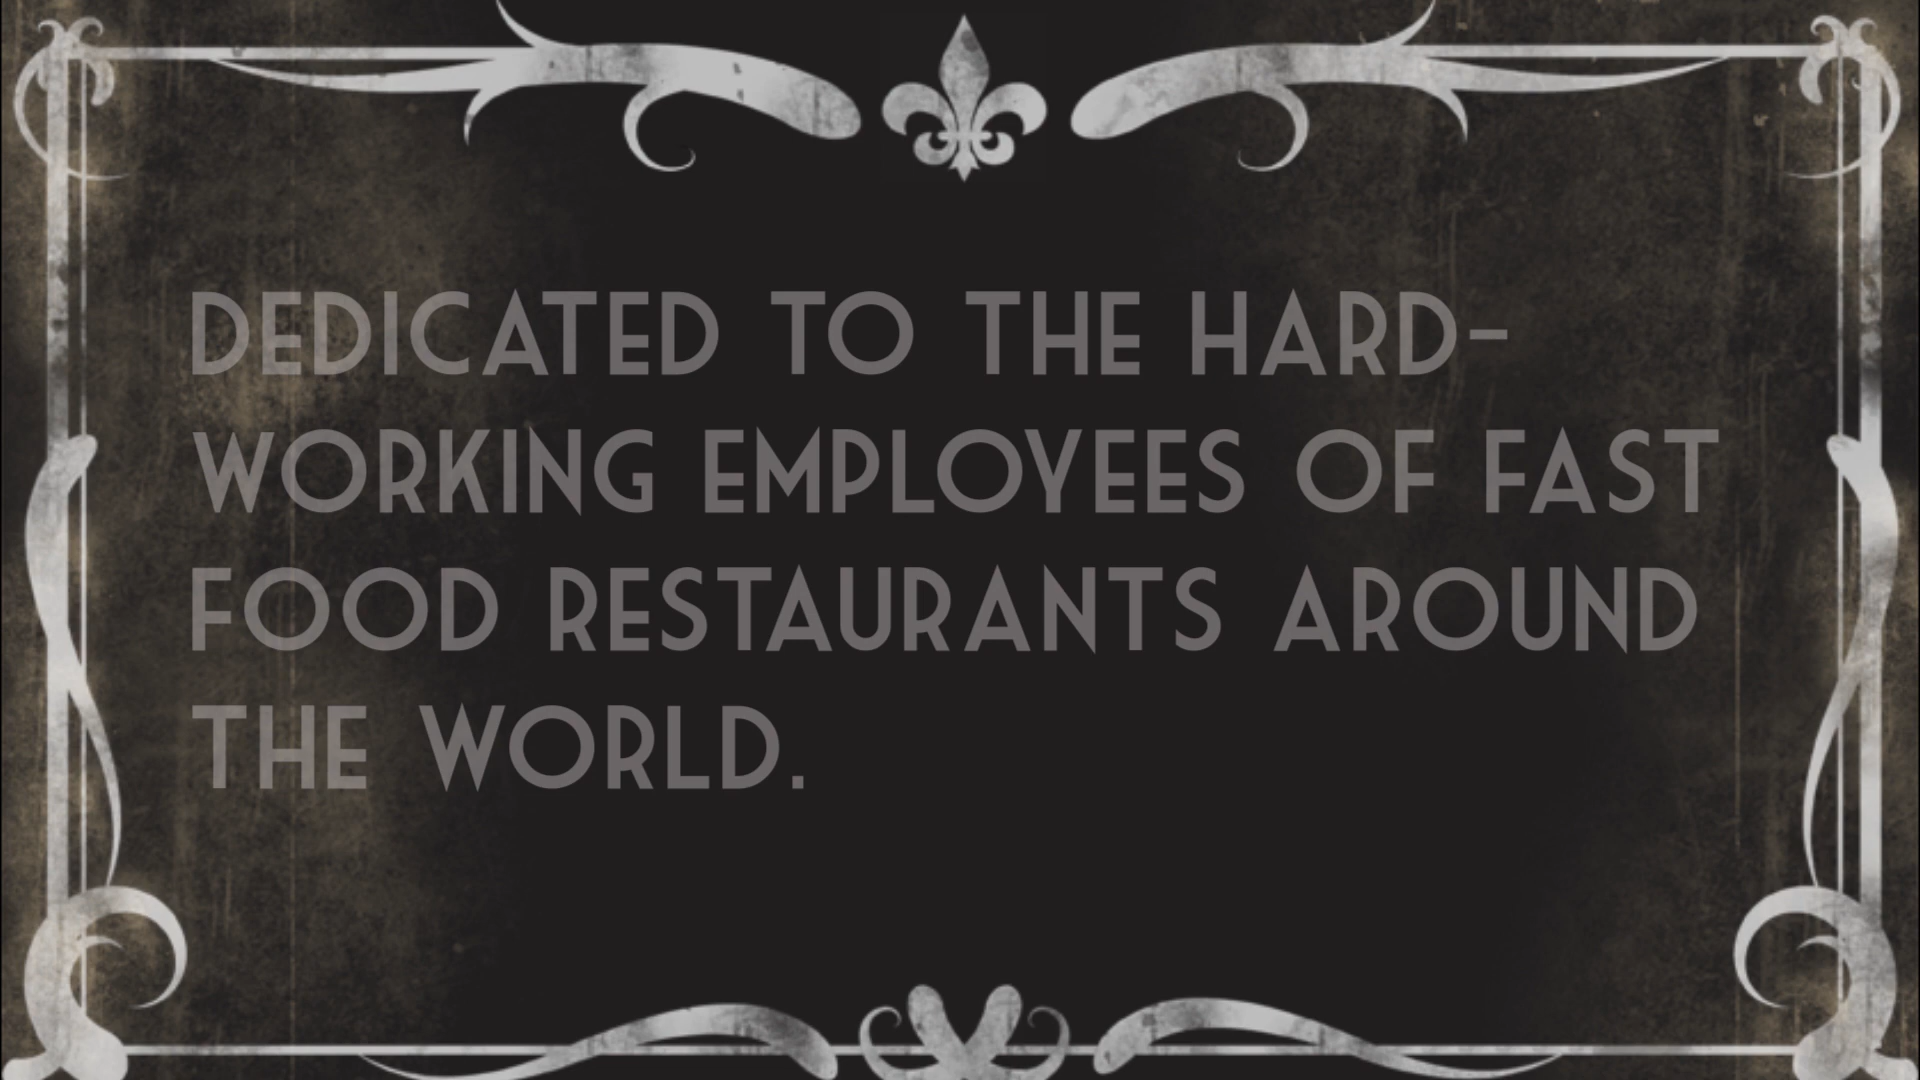 DEDICATED TO THE HARD-
WORKING EMPLOYEES OF FAST
FOOD RESTAURANTS AROUND
THE WORLD.